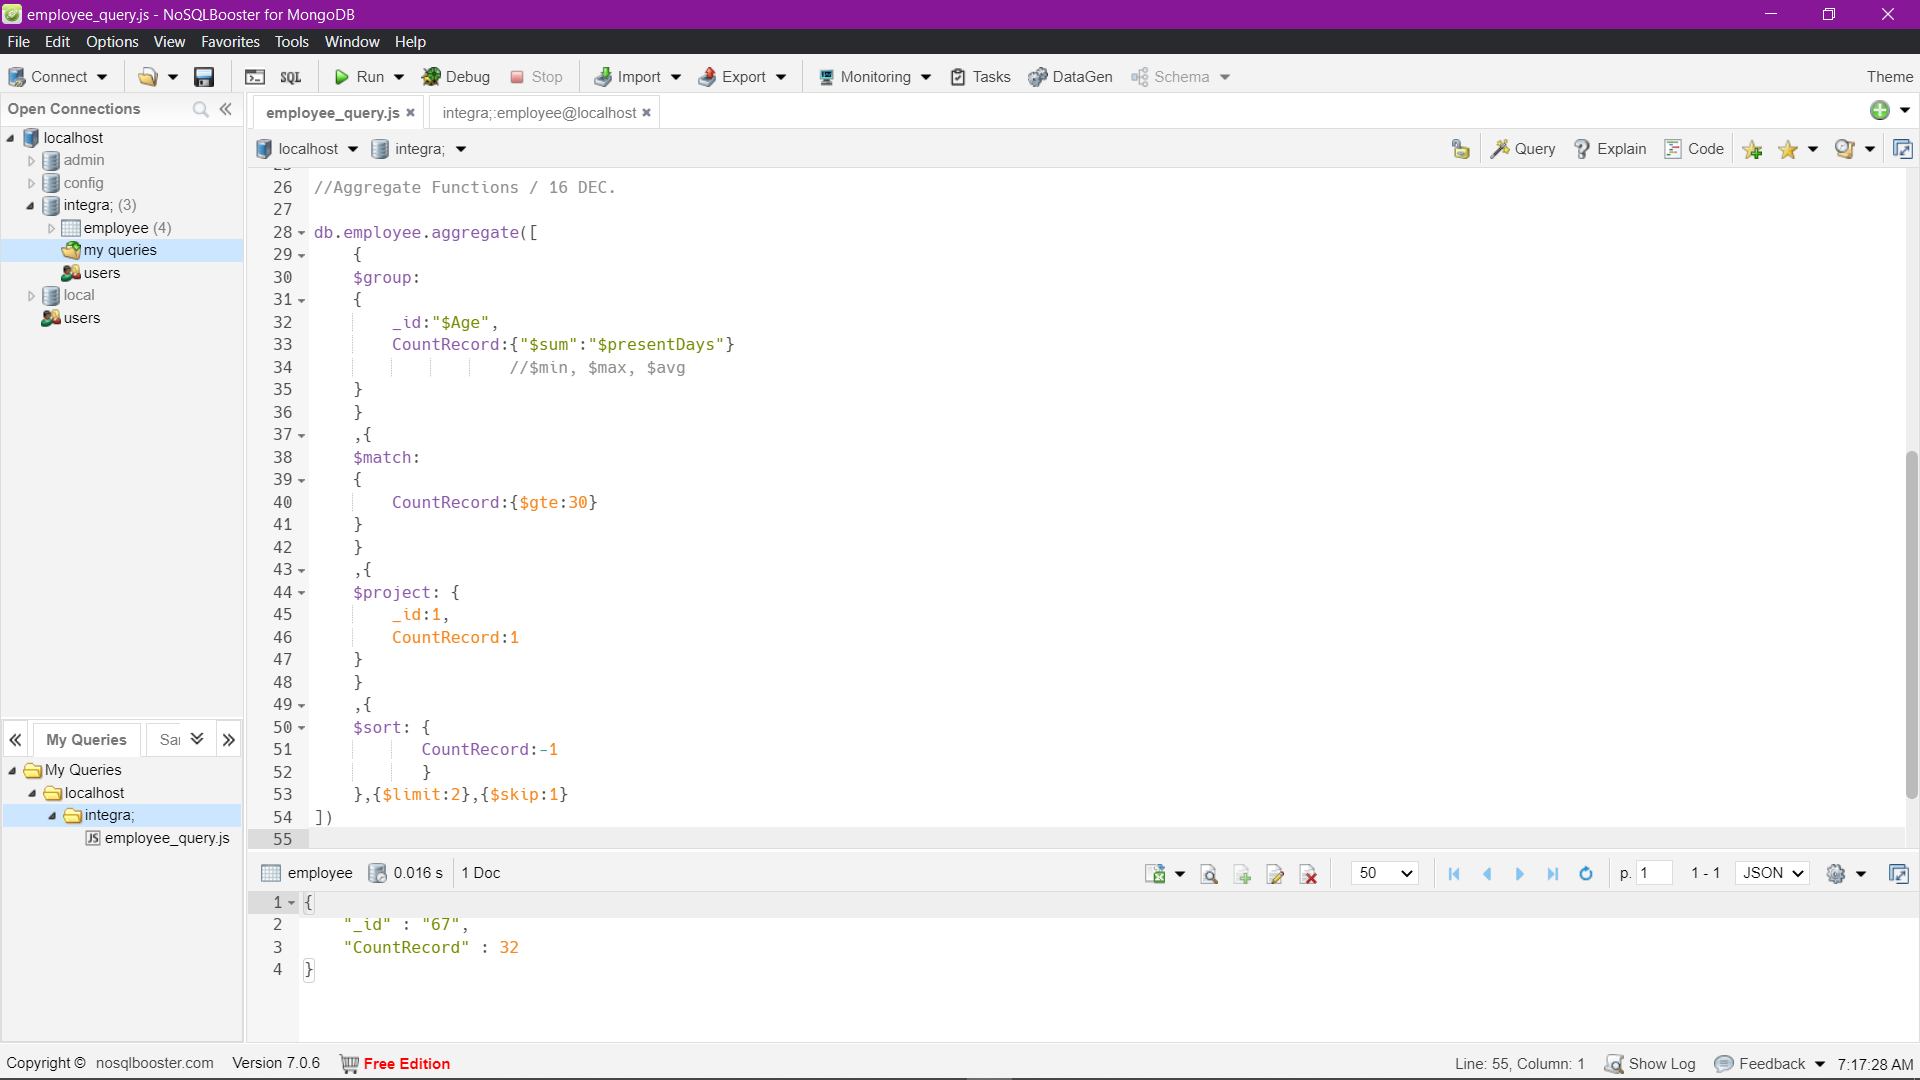 employee_query.js - NoSQLBooster for MongoDB
File Edit Options View Favorites Tools Window Help
Connect SQL Run Debug Stop Import Export Monitoring Tasks DataGen Schema Theme
Open Connections
localhost
admin
config
integra; (3)
employee (4)
my queries
users
local
users
My Queries Sa
My Queries
localhost
integra;
JS employee_query.js
employee_query.js × integra;:employee@localhost ×
localhost integra; Query Explain Code
26 //Aggregate Functions / 16 DEC.
27
28 db.employee.aggregate([
29 {
30 $group:
31 {
32 _id:"$Age",
33 CountRecord:{"$sum":"$presentDays"}
34 //$min, $max, $avg
35 }
36 }
37 ,{
38 $match:
39 {
40 CountRecord:{$gte:30}
41 }
42 }
43 ,{
44 $project: {
45 _id:1,
46 CountRecord:1
47 }
48 }
49 ,{
50 $sort: {
51 CountRecord:-1
52 }
53 },{$limit:2},{$skip:1}
54 ])
55
employee 0.016 s 1 Doc 50 p. 1 1 - 1 JSON
1 {
2 "_id" : "67",
3 "CountRecord" : 32
4 }
Copyright © nosqlbooster.com Version 7.0.6 Free Edition Line: 55, Column: 1 Show Log Feedback 7:17:28 AM